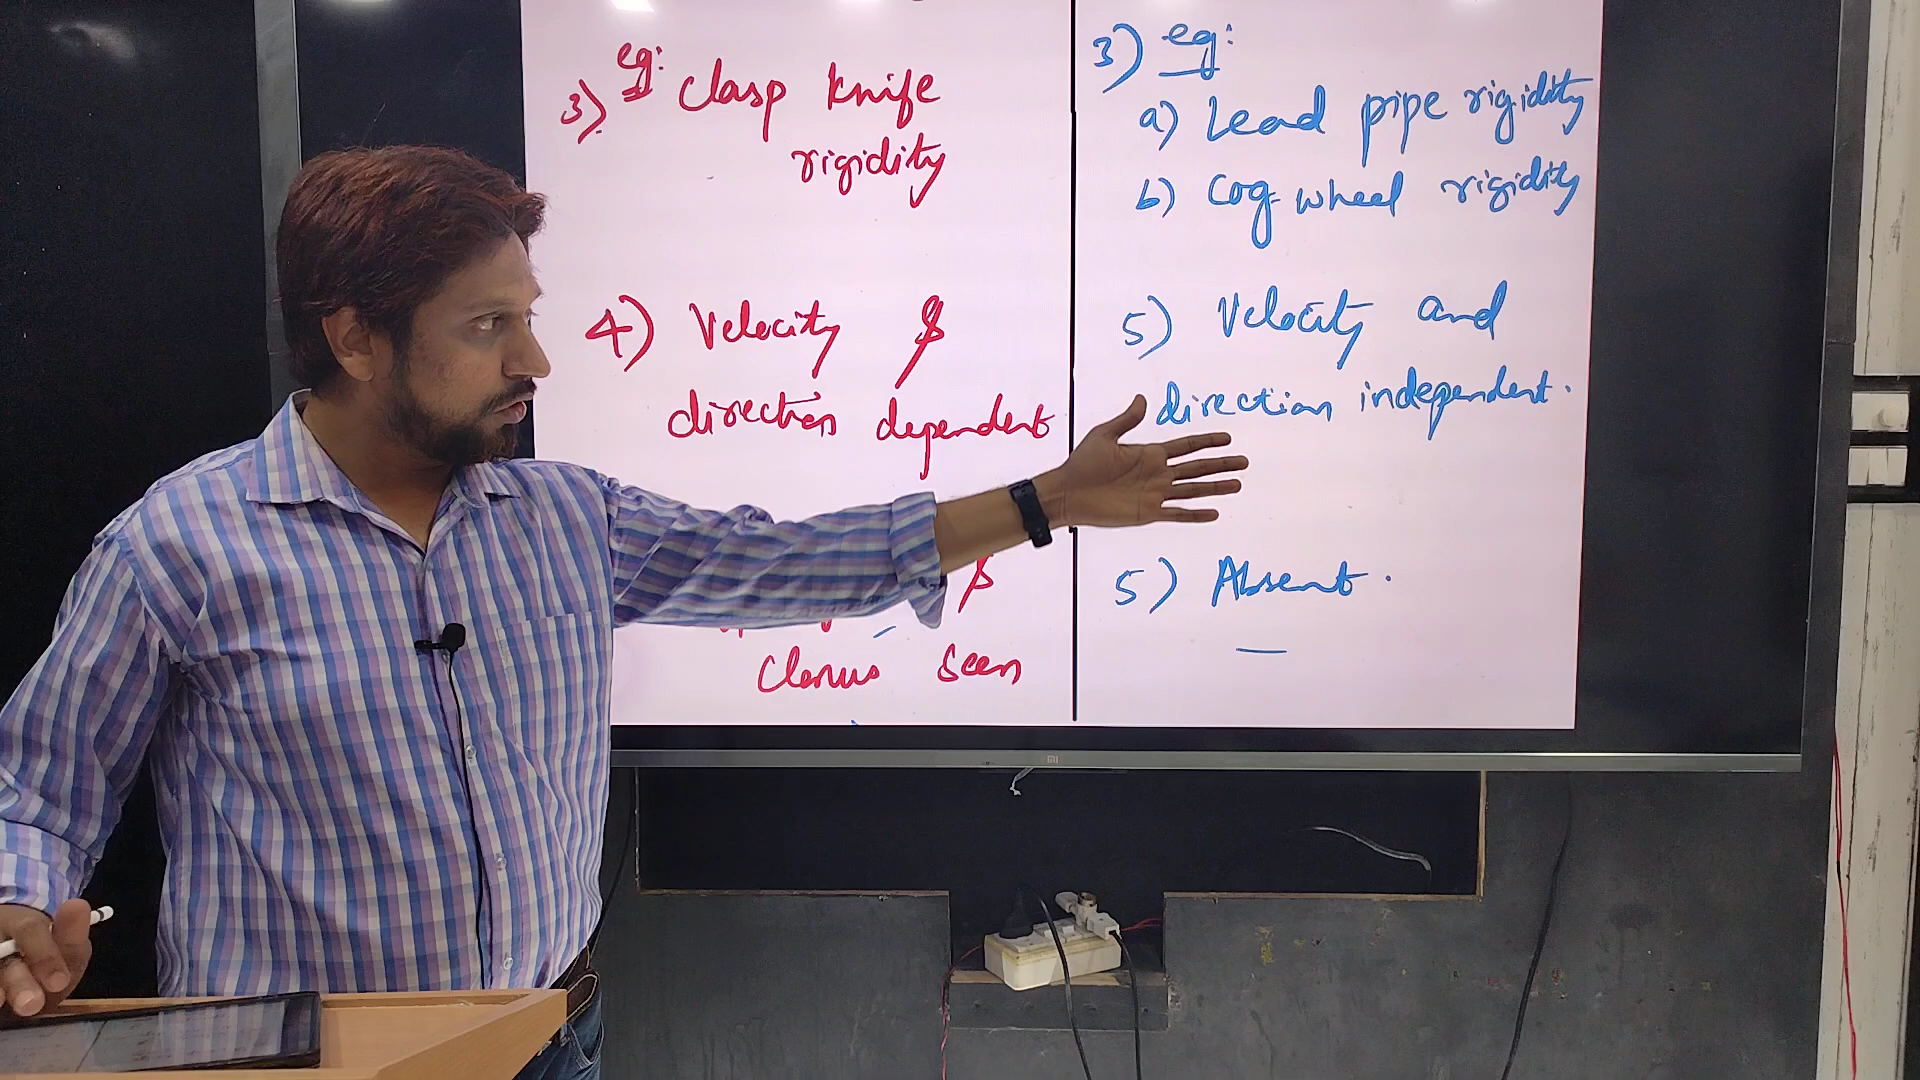 eg:
3) Clasp knife
rigidity
4) Velocity &
direction dependent
&
Clonus Seen
3) eg:
a) Lead pipe rigidity
b) Cog wheel rigidity
5) Velocity and
direction independent.
5) Absent.
mi